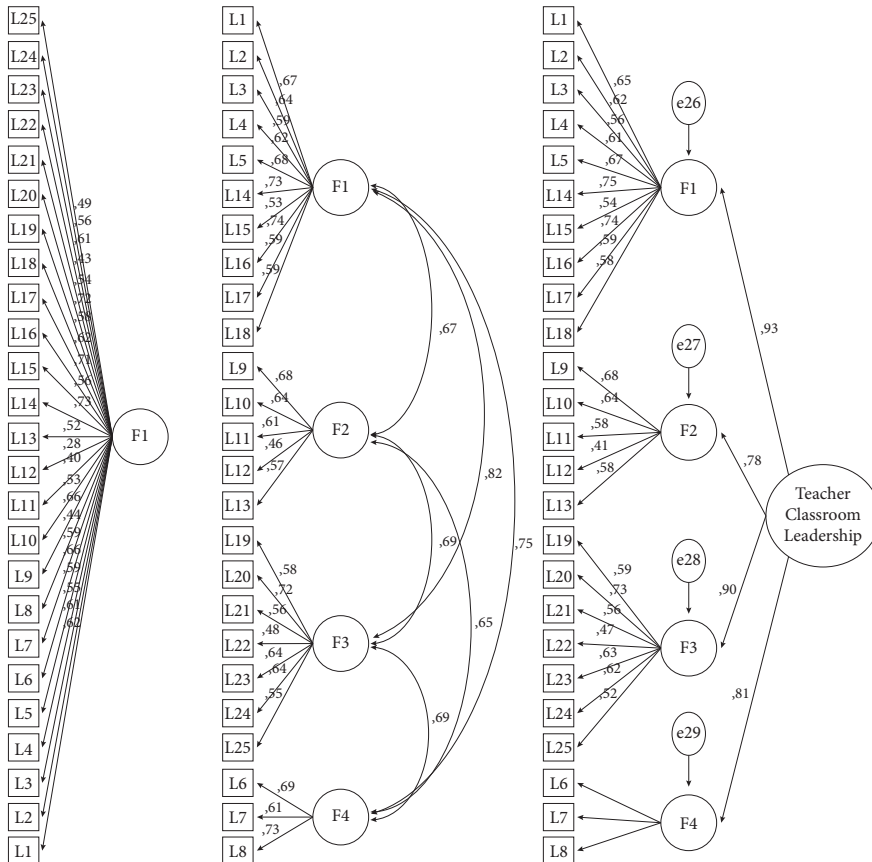 L25
L24
L23
L22
L21
L20
L19
L18
L17
L16
L15
L14
L13
L12
L11
L10
L9
L8
L7
L6
L5
L4
L3
L2
L1
,49
,56
,61
,43
,54
,72
,58
,62
,71
,56
,73
,52
,28
,40
,53
,66
,44
,59
,66
,59
,55
,61
,62
F1
L1
L2
L3
L4
L5
L14
L15
L16
L17
L18
,67
,64
,59
,62
,68
,73
,53
,74
,59
,59
F1
L9
L10
L11
L12
L13
,68
,64
,61
,46
,57
F2
L19
L20
L21
L22
L23
L24
L25
,58
,72
,56
,48
,64
,64
,55
F3
L6
L7
L8
,69
,61
,73
F4
,67
,82
,75
,69
,65
,69
L1
L2
L3
L4
L5
L14
L15
L16
L17
L18
,65
,62
,56
,61
,67
,75
,54
,74
,59
,58
e26
F1
L9
L10
L11
L12
L13
,68
,64
,58
,41
,58
e27
F2
L19
L20
L21
L22
L23
L24
L25
,59
,73
,56
,47
,63
,62
,52
e28
F3
L6
L7
L8
e29
F4
,93
,78
,90
,81
Teacher
Classroom
Leadership